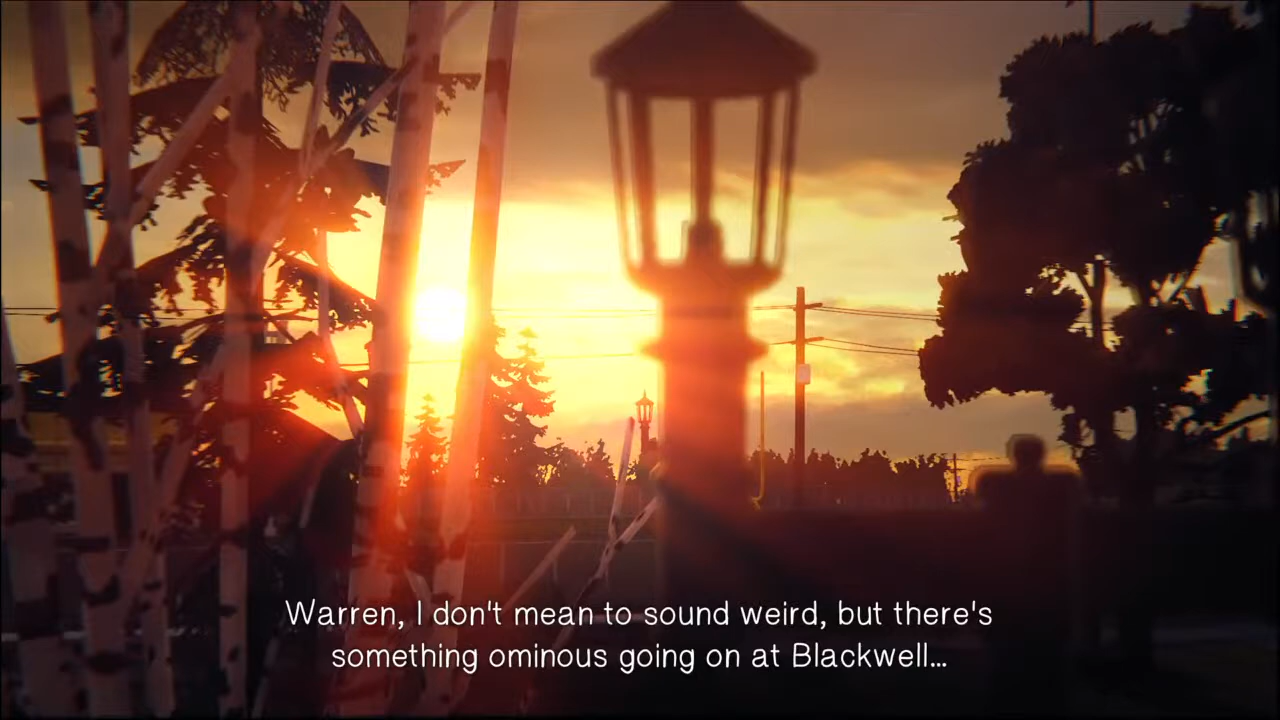 Warren, I don't mean to sound weird, but there's
something ominous going on at Blackwell...